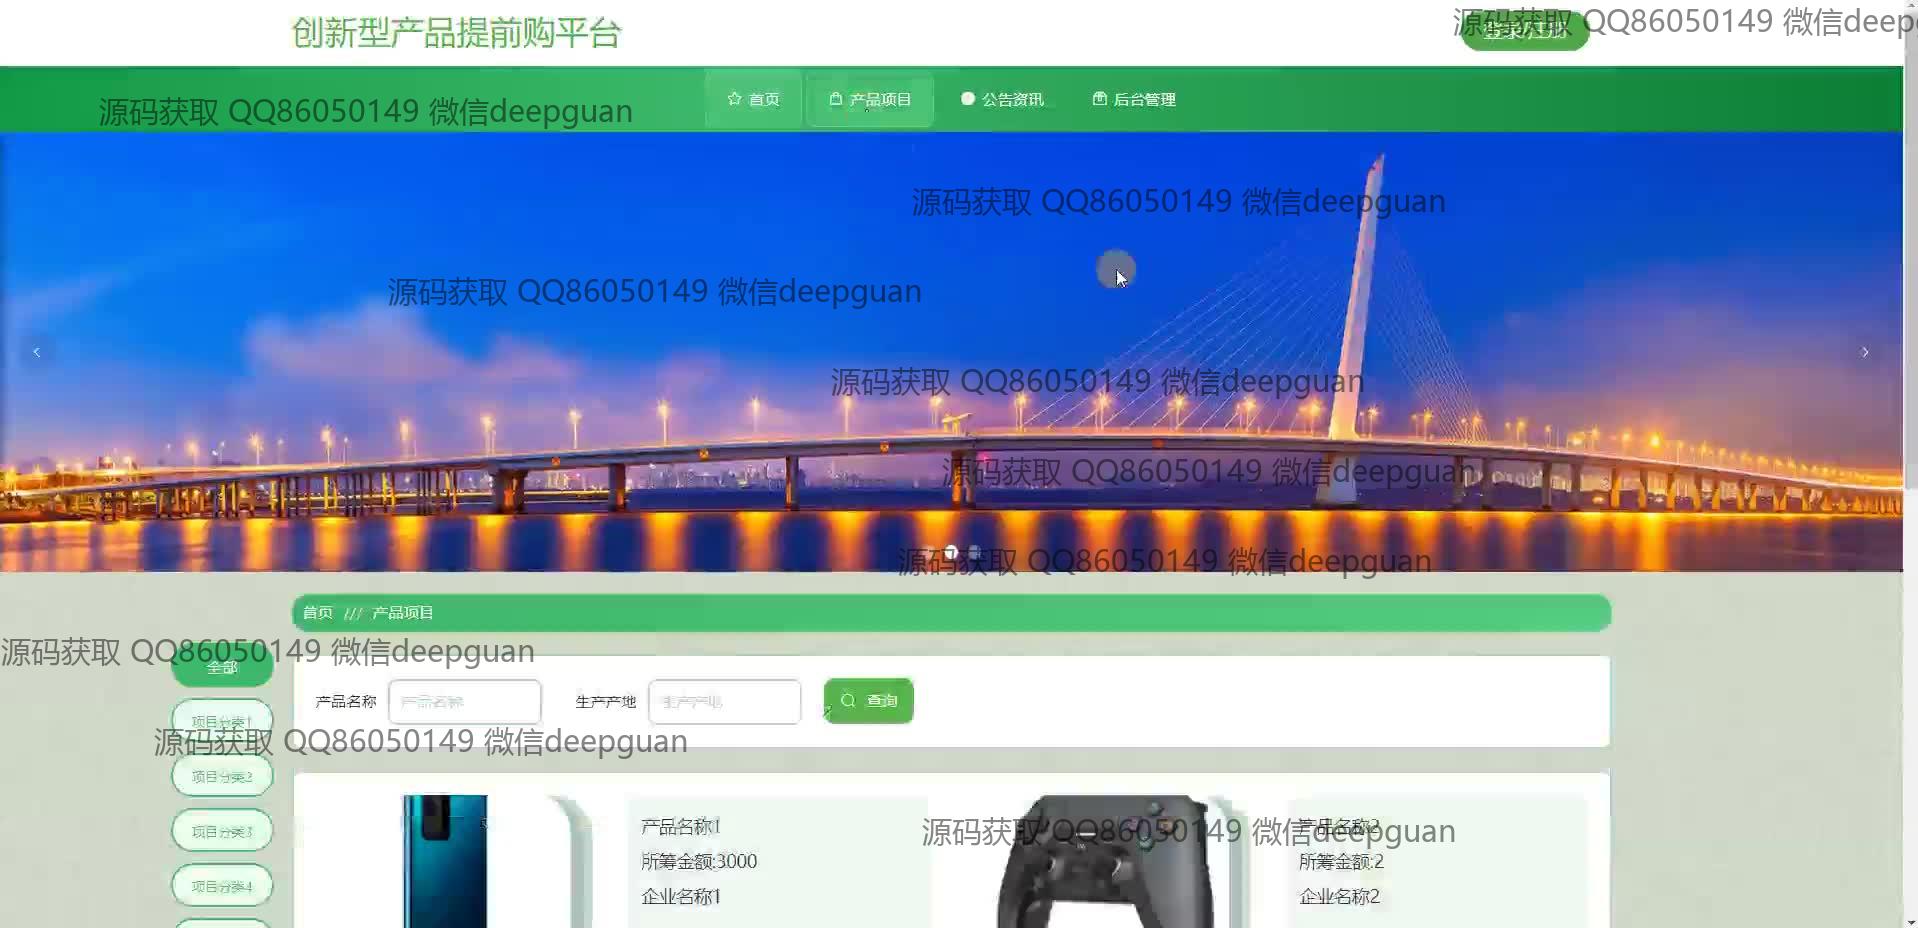 创新型产品提前购平台
登录/注册
源码获取 QQ86050149 微信deep
首页
产品项目
公告资讯
后台管理
源码获取 QQ86050149 微信deepguan
源码获取 QQ86050149 微信deepguan
源码获取 QQ86050149 微信deepguan
源码获取 QQ86050149 微信deepguan
源码获取 QQ86050149 微信deepguan
源码获取 QQ86050149 微信deepguan
首页 /// 产品项目
源码获取 QQ86050149 微信deepguan
全部
产品名称 产品名称 生产产地 生产产地 查询
项目分类1
源码获取 QQ86050149 微信deepguan
项目分类2
项目分类3
项目分类4
产品名称1
所筹金额:3000
企业名称1
源码获取 QQ86050149 微信deepguan
产品名称2
所筹金额:2
企业名称2